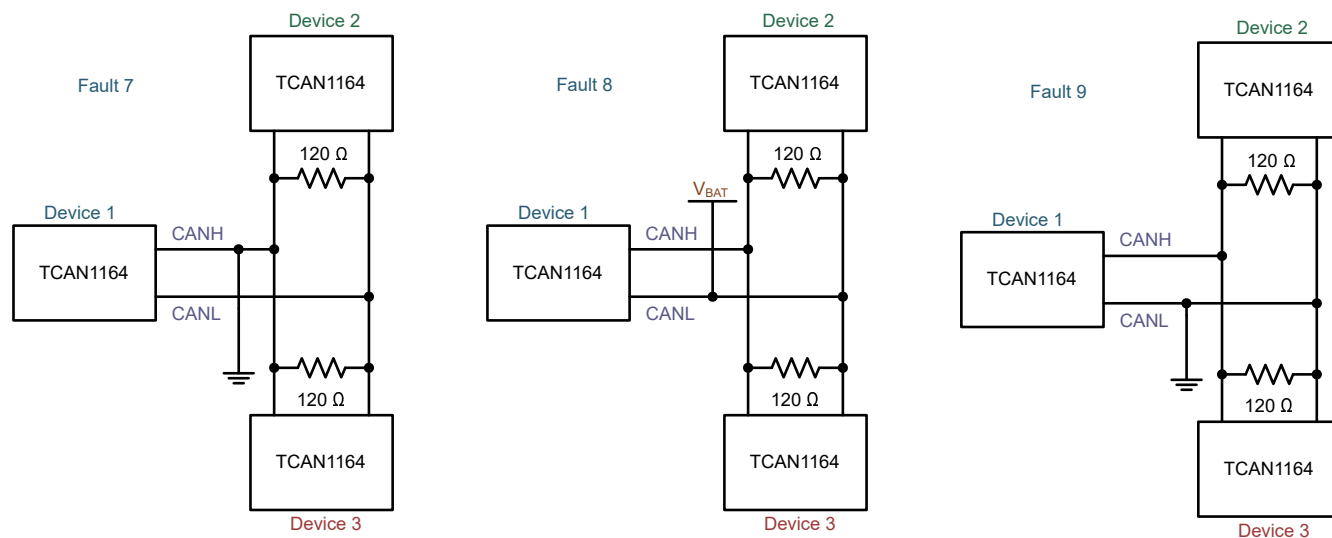 Fault 7
Device 2
TCAN1164
120 Ω
Device 1
TCAN1164
CANH
CANL
120 Ω
TCAN1164
Device 3
Fault 8
Device 2
TCAN1164
120 Ω
VBAT
Device 1
TCAN1164
CANH
CANL
120 Ω
TCAN1164
Device 3
Fault 9
Device 2
TCAN1164
120 Ω
Device 1
TCAN1164
CANH
CANL
120 Ω
TCAN1164
Device 3